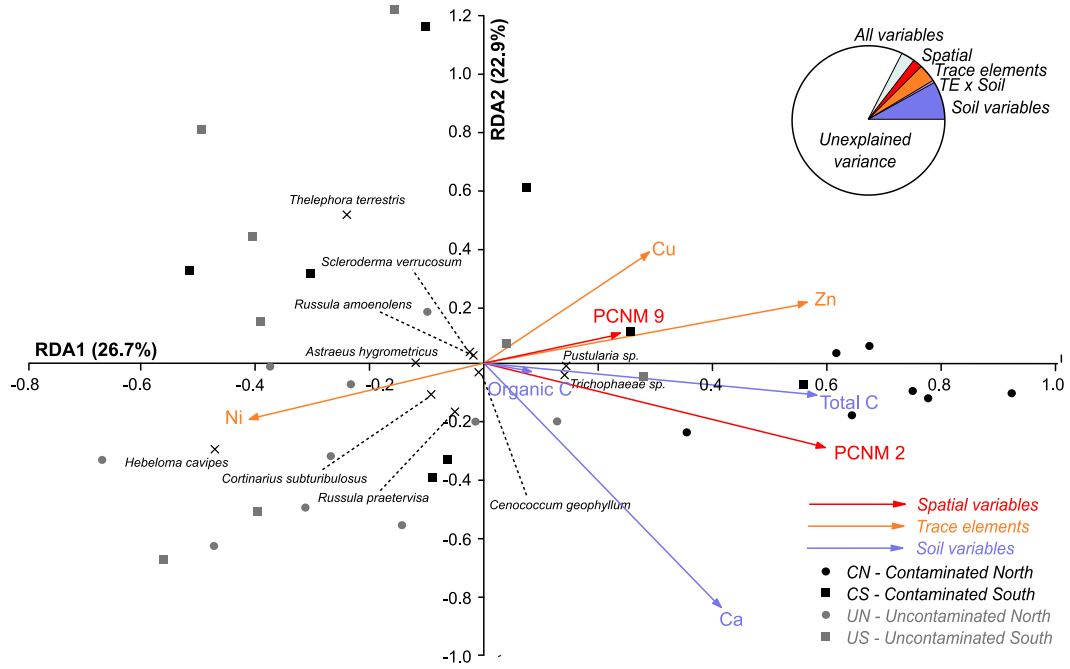 1.2
All variables
Spatial
RDA2 (22.9%)
1.0
Trace elements
TE x Soil
Soil variables
0.8
Unexplained
variance
0.6
Thelephora terrestris
0.4
Cu
Scleroderma verrucosum
Russula amoenolens
0.2
Zn
PCNM 9
RDA1 (26.7%)
Astraeus hygrometricus
Pustularia sp.
-0.8
-0.6
-0.4
-0.2
Trichophaeae sp.
0.4
0.6
0.8
1.0
Organic C
Total C
Ni
-0.2
PCNM 2
Hebeloma cavipes
Cortinarius subturibulosus
-0.4
Russula praetervisa
Cenococcum geophyllum
Spatial variables
Trace elements
-0.6
Soil variables
CN - Contaminated North
CS - Contaminated South
-0.8
Ca
UN - Uncontaminated North
US - Uncontaminated South
-1.0